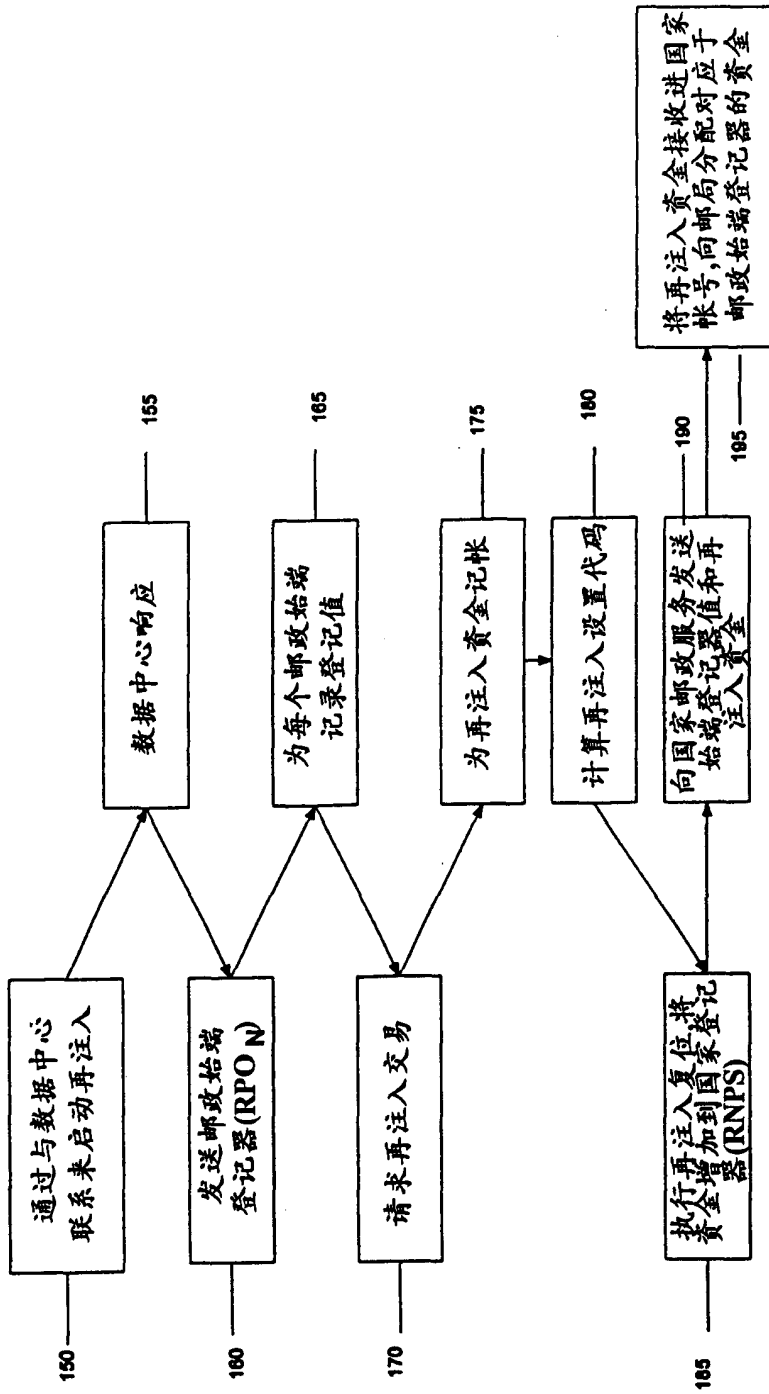 150
通过与数据中心
联系来启动再注入
数据中心响应
155
160
发送邮政始端
登记器(RPO N)
为每个邮政始端
记录登记值
165
170
请求再注入交易
为再注入资金记帐
175
计算再注入设置代码
180
185
执行再注入复位,将
资金增加到国家登记
器(RNPS)
向国家邮政服务发送
始端登记器值和再
注入资金
190
将再注入资金接收进国家
帐号,向邮局分配对应于
邮政始端登记器的资金
195